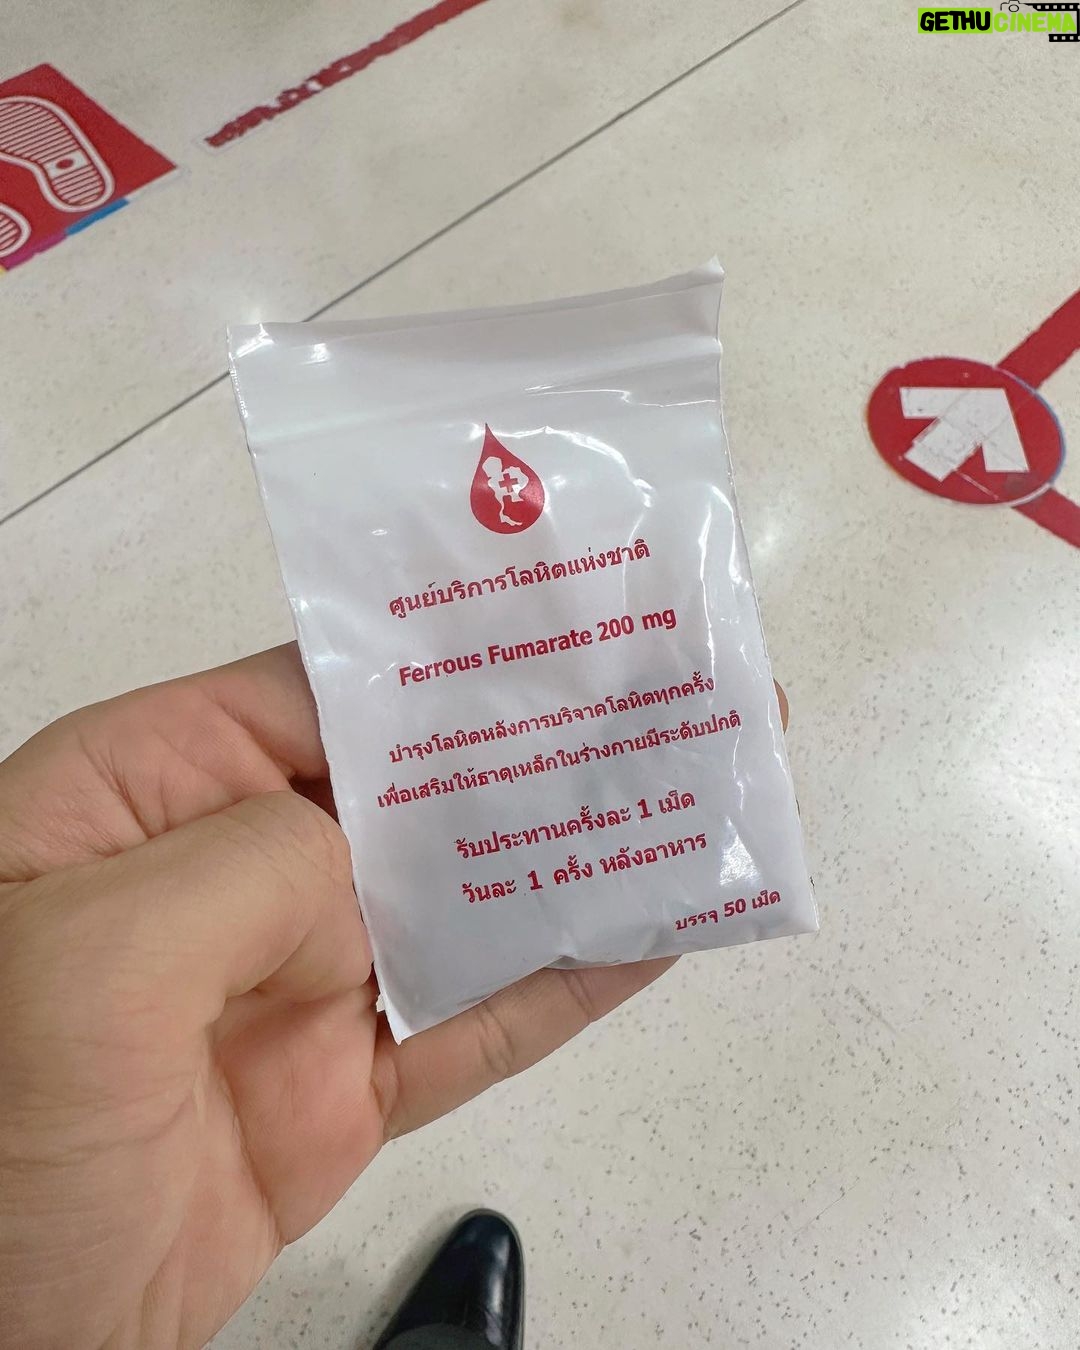 GETHUCINEMA
ศูนย์บริการโลหิตแห่งชาติ
Ferrous Fumarate 200 mg
บำรุงโลหิตหลังการบริจาคโลหิตทุกครั้ง
เพื่อเสริมให้ธาตุเหล็กในร่างกายมีระดับปกติ
รับประทานครั้งละ 1 เม็ด
วันละ 1 ครั้ง หลังอาหาร
บรรจุ 50 เม็ด